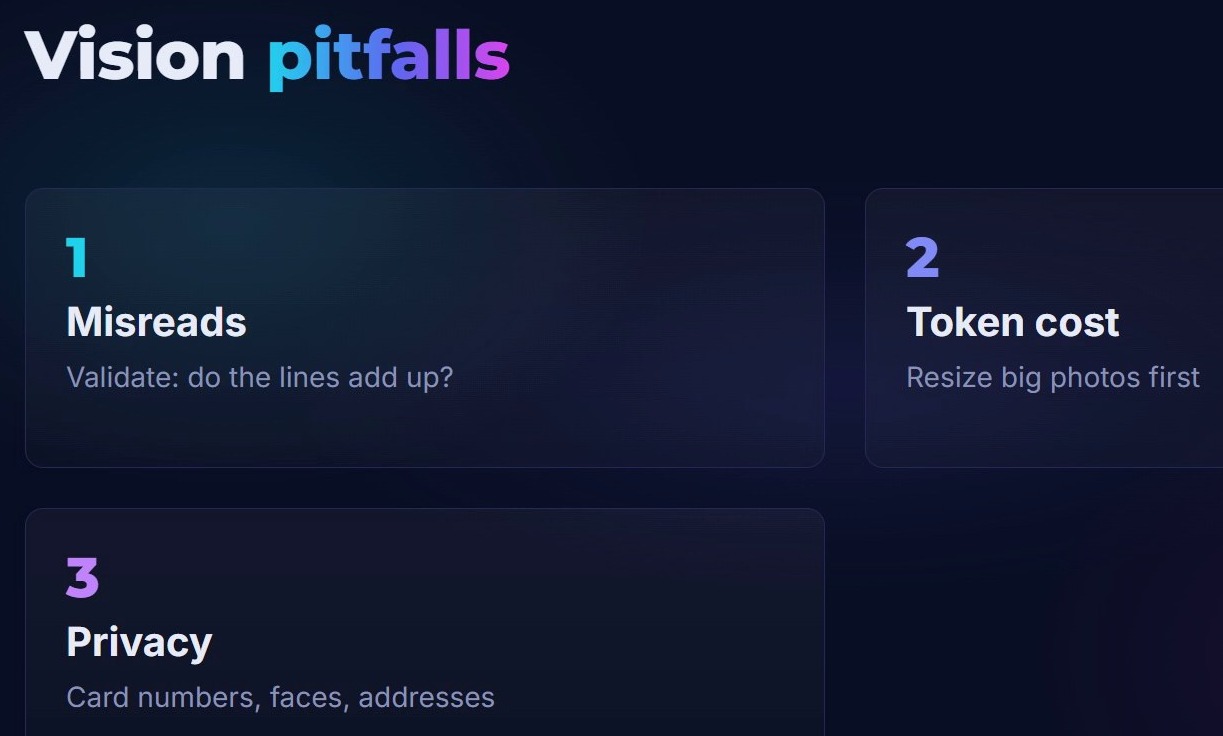 Vision pitfalls
1
Misreads
Validate: do the lines add up?
2
Token cost
Resize big photos first
3
Privacy
Card numbers, faces, addresses